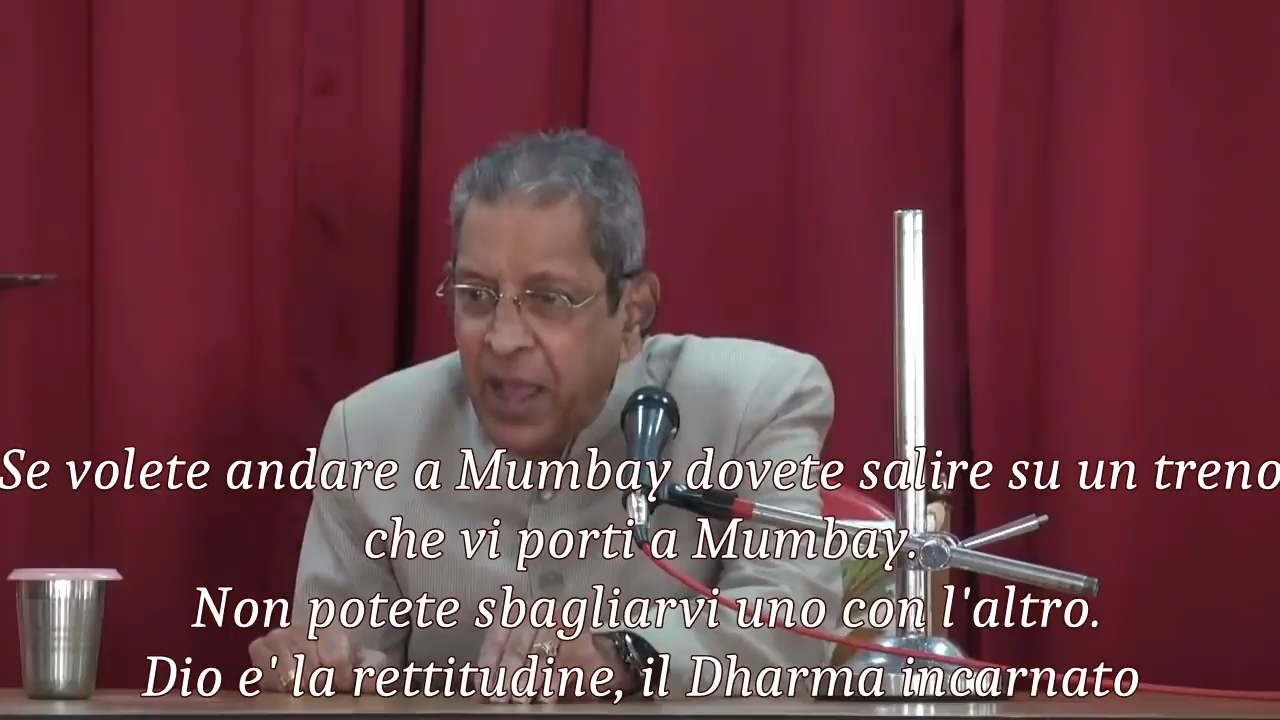 Se volete andare a Mumbay dovete salire su un treno
che vi porti a Mumbay.
Non potete sbagliarvi uno con l'altro.
Dio e' la rettitudine, il Dharma incarnato